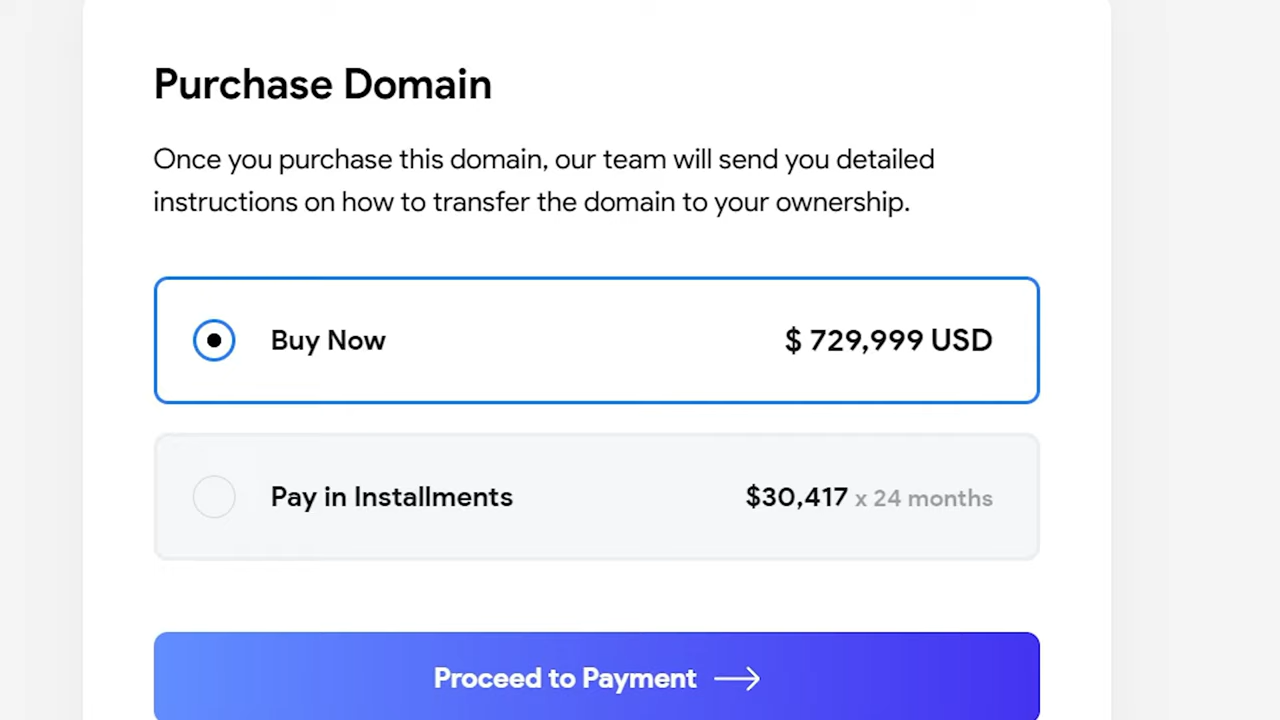 Purchase Domain
Once you purchase this domain, our team will send you detailed
instructions on how to transfer the domain to your ownership.
Buy Now $ 729,999 USD
Pay in Installments $30,417 x 24 months
Proceed to Payment